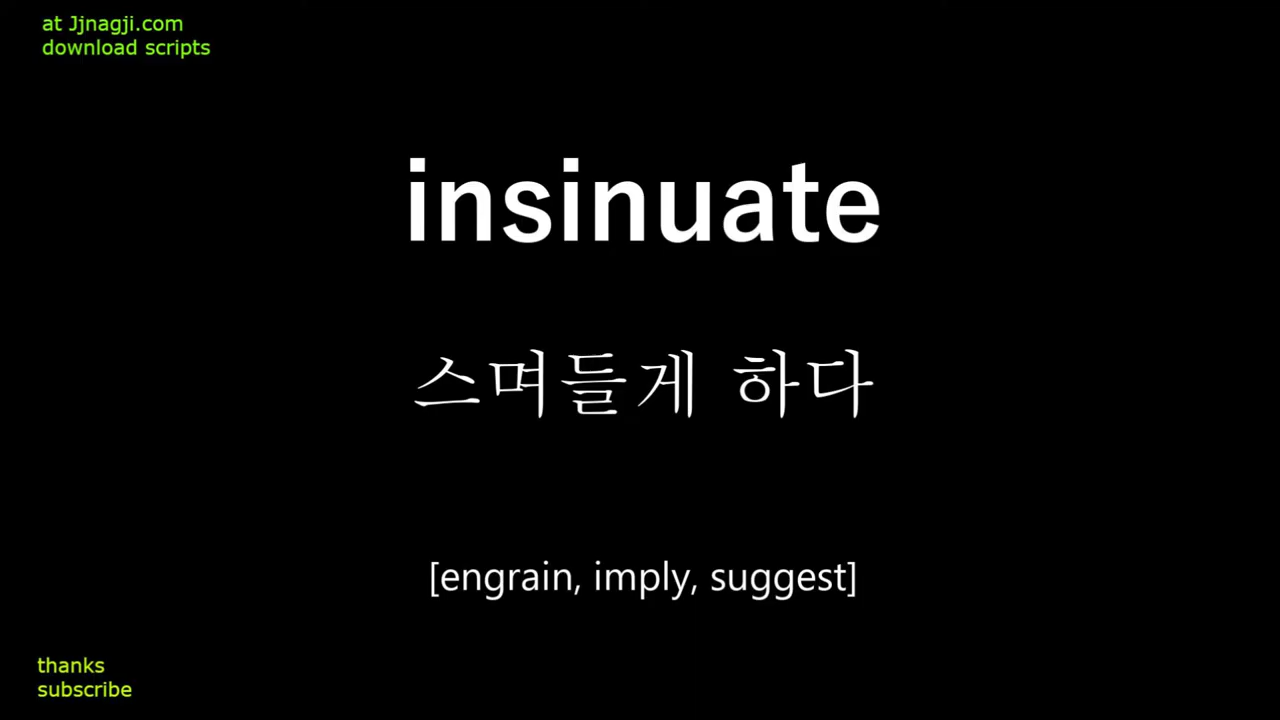 at Jjnagji.com
download scripts
insinuate
스며들게 하다
[engrain, imply, suggest]
thanks
subscribe